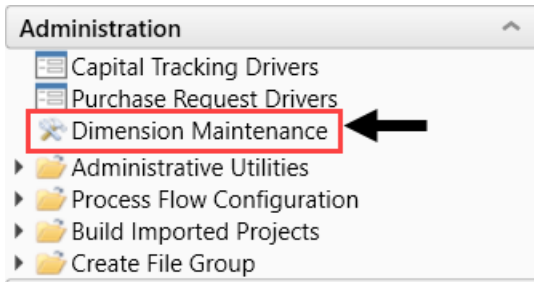 Administration
Capital Tracking Drivers
Purchase Request Drivers
Dimension Maintenance
Administrative Utilities
Process Flow Configuration
Build Imported Projects
Create File Group